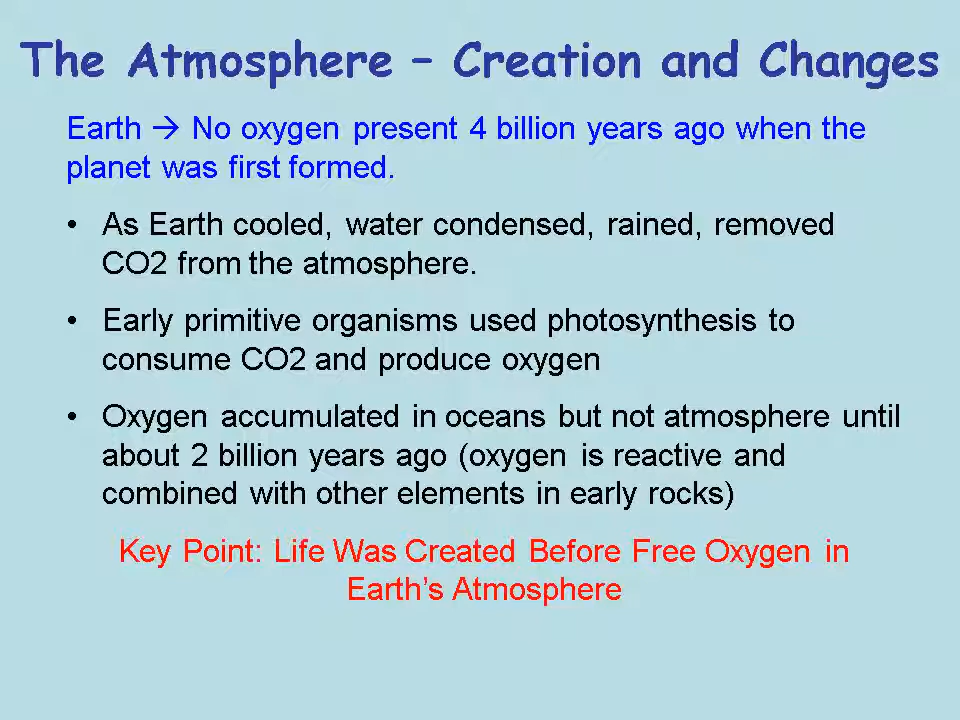 The Atmosphere – Creation and Changes
Earth → No oxygen present 4 billion years ago when the
planet was first formed.
• As Earth cooled, water condensed, rained, removed
CO2 from the atmosphere.
• Early primitive organisms used photosynthesis to
consume CO2 and produce oxygen
• Oxygen accumulated in oceans but not atmosphere until
about 2 billion years ago (oxygen is reactive and
combined with other elements in early rocks)
Key Point: Life Was Created Before Free Oxygen in
Earth’s Atmosphere